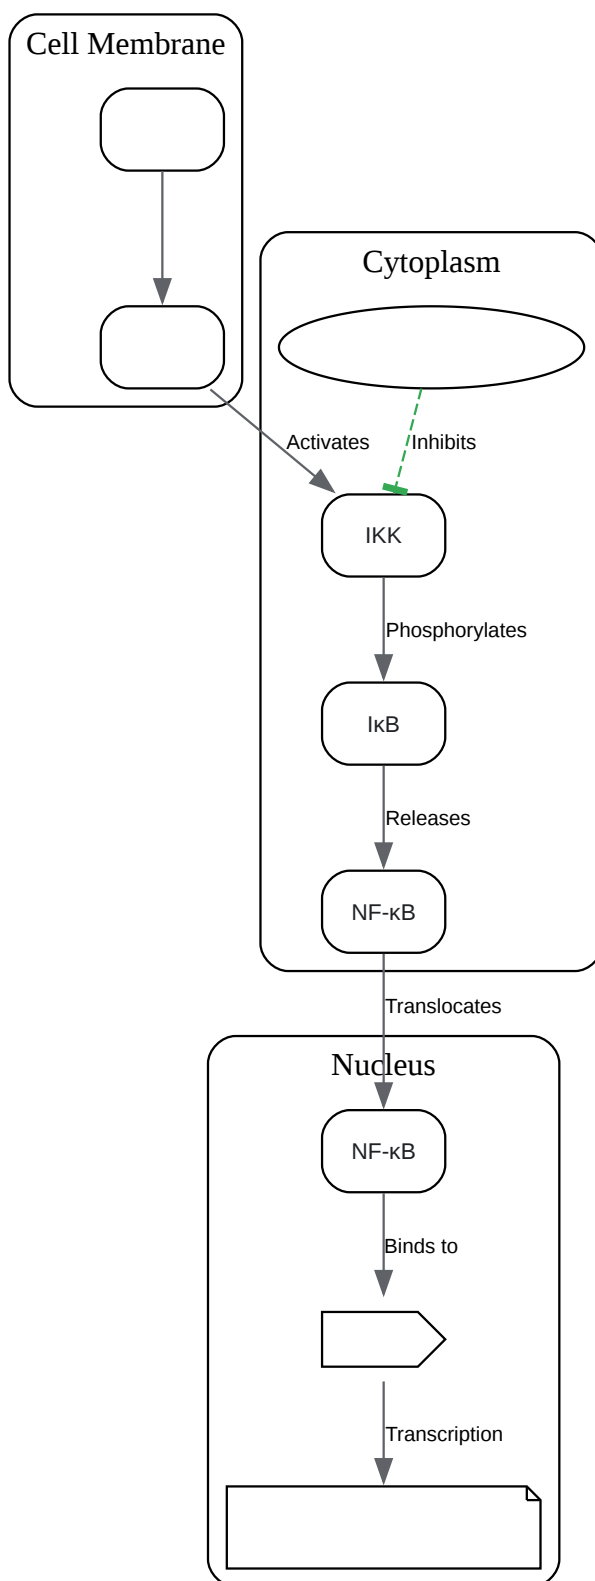 Cell Membrane
Cytoplasm
Activates
Inhibits
IKK
Phosphorylates
IκB
Releases
NF-κB
Translocates
Nucleus
NF-κB
Binds to
Transcription